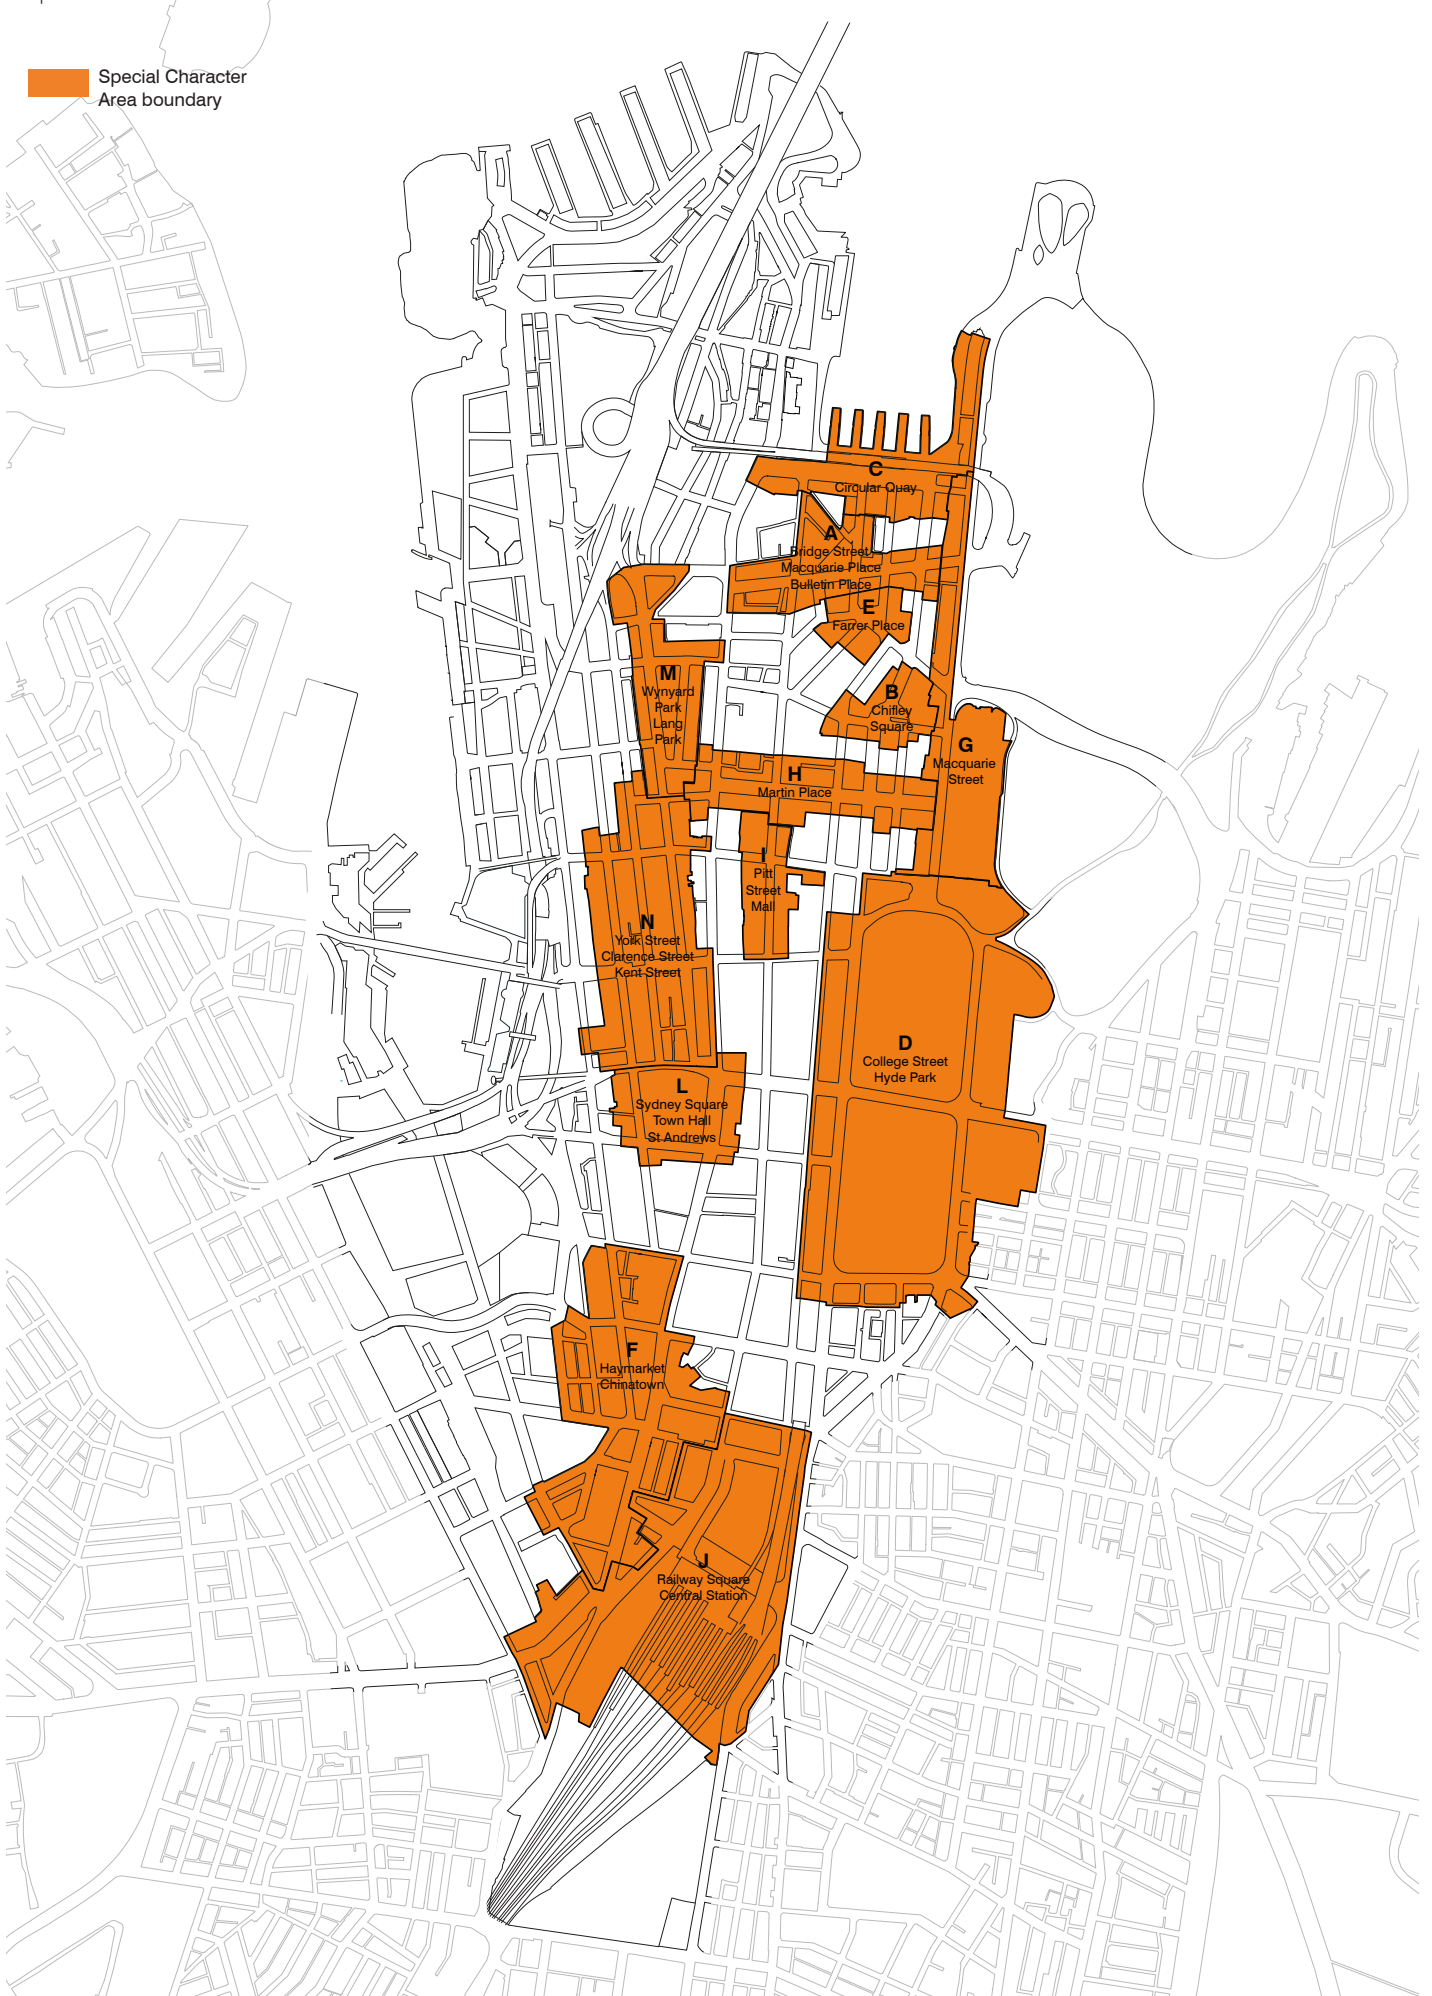 Special Character
Area boundary
C
Circular Quay
A
Bridge Street
Macquarie Place
Bulletin Place
E
Farrer Place
M
Wynyard
Park
Lang
Park
B
Chifley
Square
G
Macquarie
Street
H
Martin Place
I
Pitt
Street
Mall
N
York Street
Clarence Street
Kent Street
D
College Street
Hyde Park
L
Sydney Square
Town Hall
St Andrews
F
Haymarket
Chinatown
J
Railway Square
Central Station